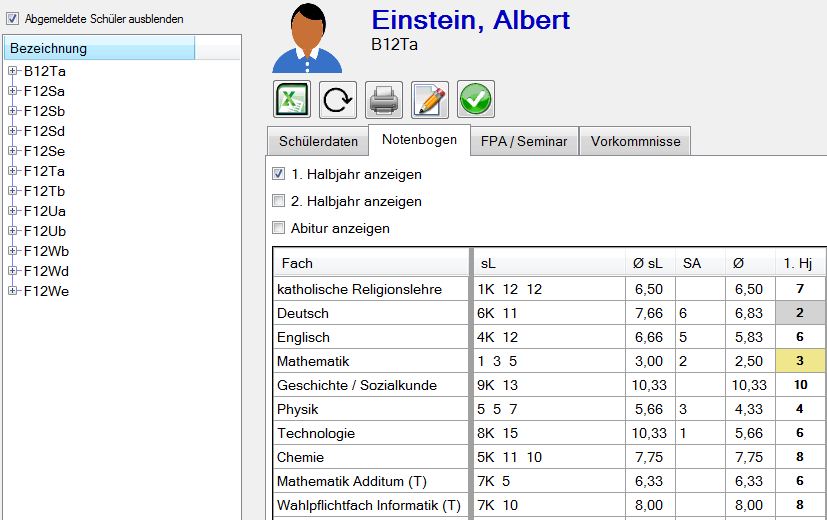 Abgemeldete Schüler ausblenden
Bezeichnung
B12Ta
F12Sa
F12Sb
F12Sd
F12Se
F12Ta
F12Tb
F12Ua
F12Ub
F12Wb
F12Wd
F12We
Einstein, Albert
B12Ta
Schülerdaten Notenbogen FPA / Seminar Vorkommnisse
1. Halbjahr anzeigen
2. Halbjahr anzeigen
Abitur anzeigen
Fach sL Ø sL SA Ø 1. Hj
katholische Religionslehre 1K 12 12 6,50 6,50 7
Deutsch 6K 11 7,66 6 6,83 2
Englisch 4K 12 6,66 5 5,83 6
Mathematik 1 3 5 3,00 2 2,50 3
Geschichte / Sozialkunde 9K 13 10,33 10,33 10
Physik 5 5 7 5,66 3 4,33 4
Technologie 8K 15 10,33 1 5,66 6
Chemie 5K 11 10 7,75 7,75 8
Mathematik Additum (T) 7K 5 6,33 6,33 6
Wahlpflichtfach Informatik (T) 7K 10 8,00 8,00 8